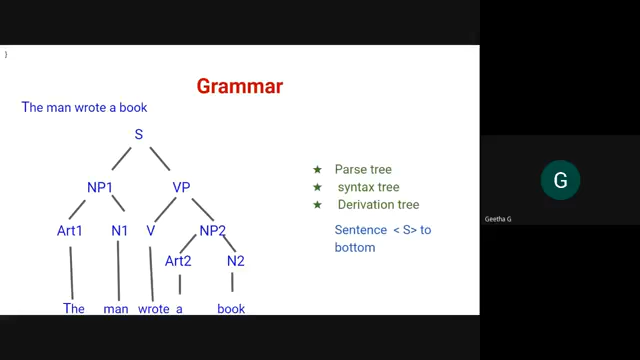 }
Grammar
The man wrote a book
S
NP1 VP
Art1 N1 V NP2
Art2 N2
The man wrote a book
★ Parse tree
★ syntax tree
★ Derivation tree
Sentence < S> to
bottom
G
Geetha G